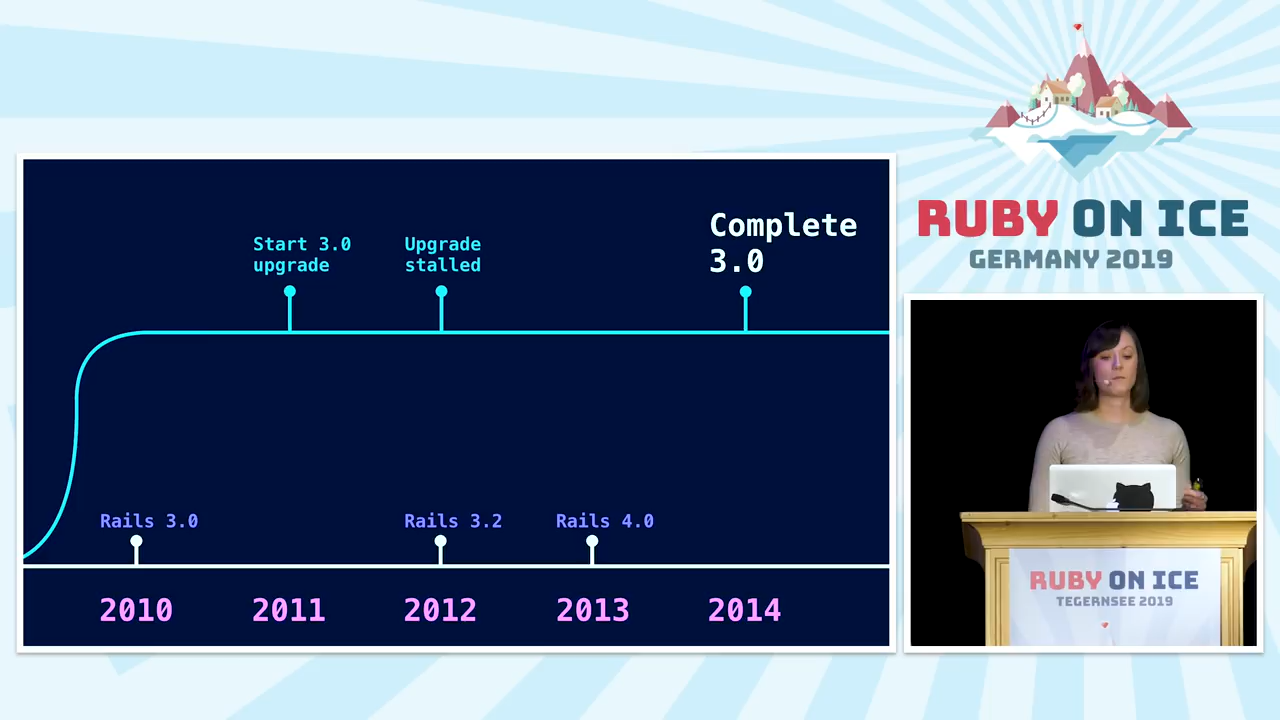 RUBY ON ICE
GERMANY 2019
Start 3.0
upgrade
Upgrade
stalled
Complete
3.0
Rails 3.0
Rails 3.2
Rails 4.0
2010
2011
2012
2013
2014
RUBY ON ICE
TEGERNSEE 2019